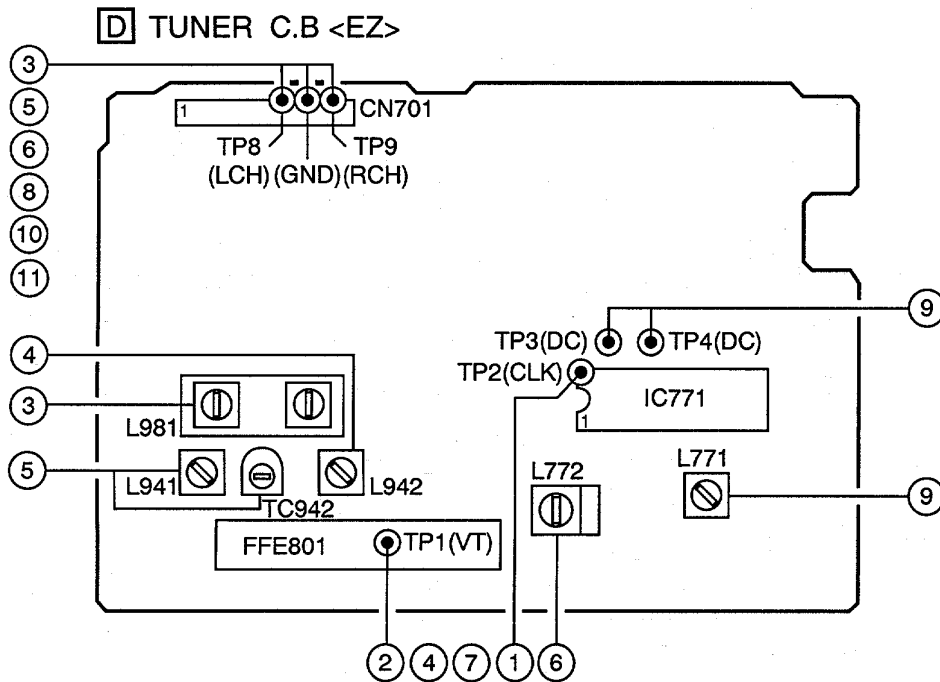 D TUNER C.B <EZ>
3
5
6
8
10
11
1
CN701
TP8 TP9
(LCH) (GND) (RCH)
9
TP3(DC) TP4(DC)
TP2(CLK)
IC771
1
4
3
L981
5
L941
TC942
L942
L772
L771
9
FFE801
TP1(VT)
2 4 7 1 6